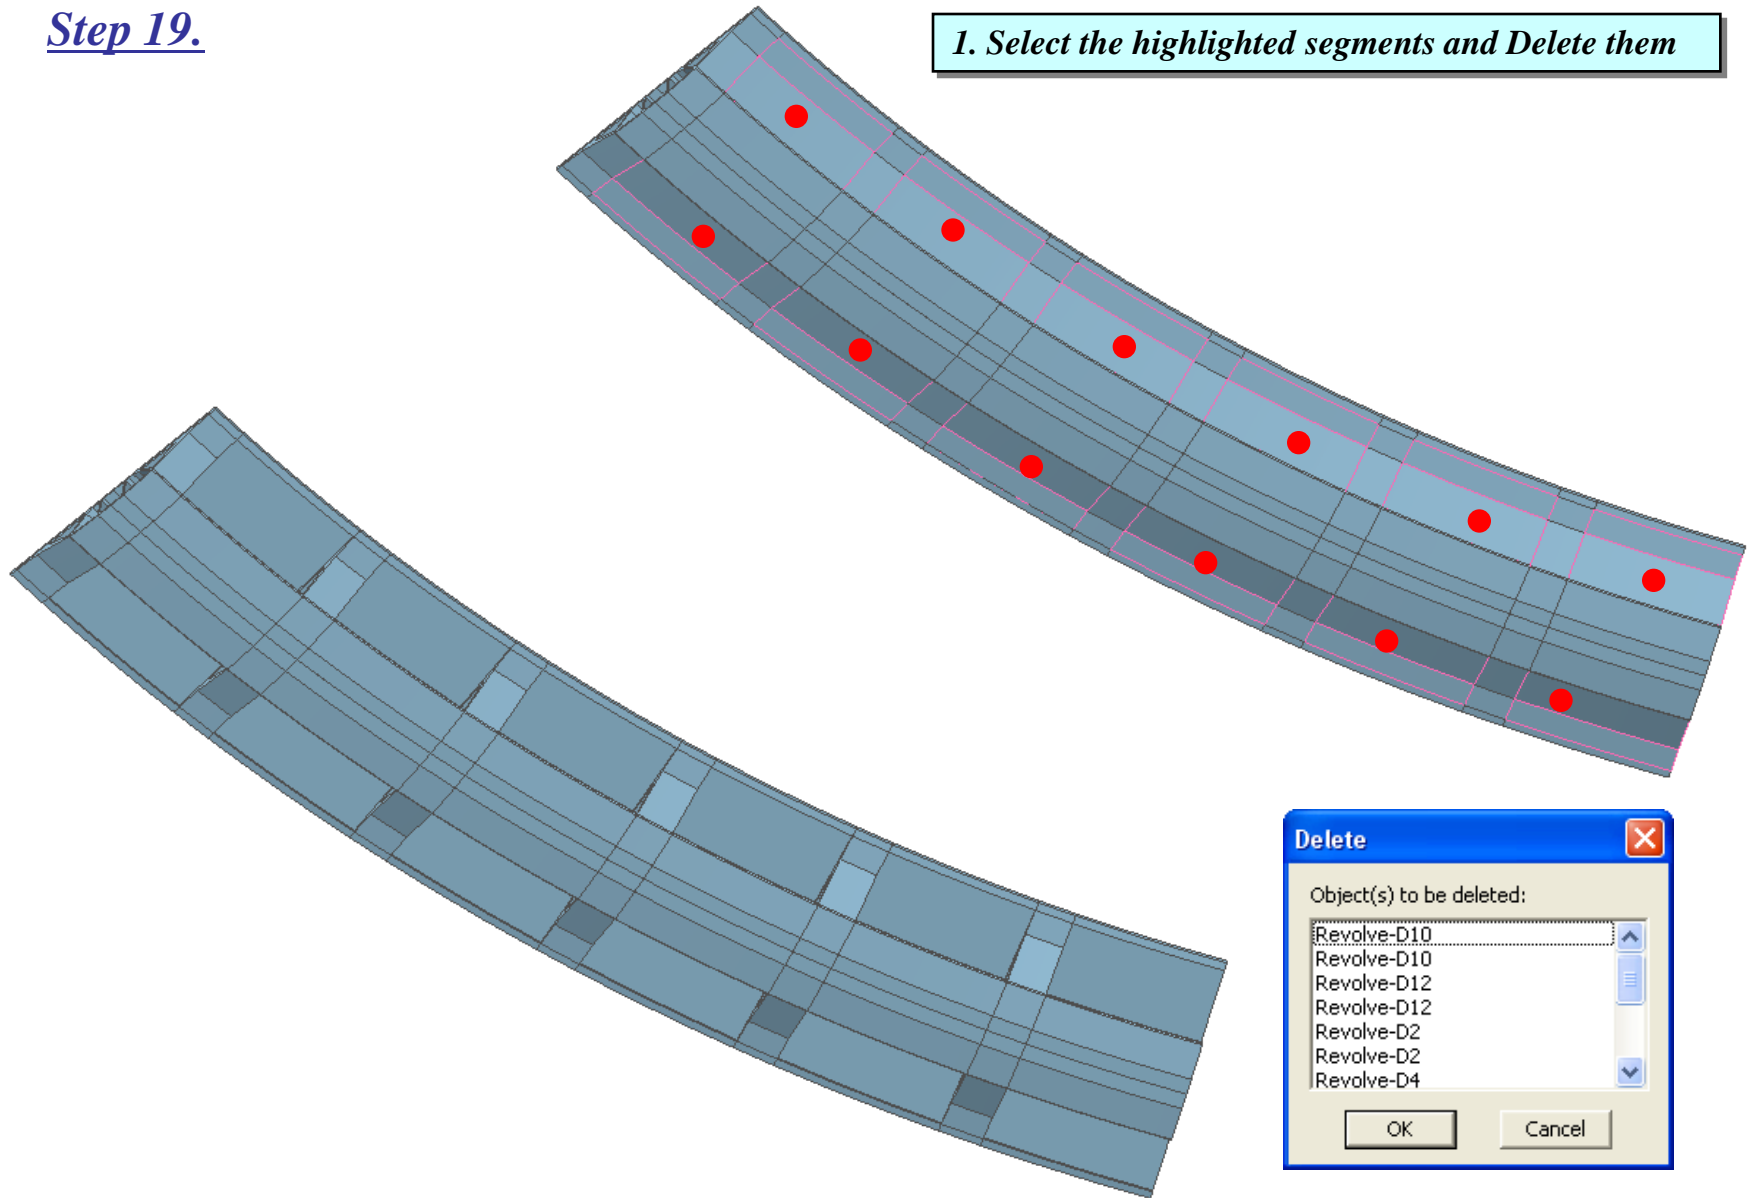 Step 19.
1. Select the highlighted segments and Delete them
Delete
Object(s) to be deleted:
Revolve-D10
Revolve-D10
Revolve-D12
Revolve-D12
Revolve-D2
Revolve-D2
Revolve-D4
OK
Cancel